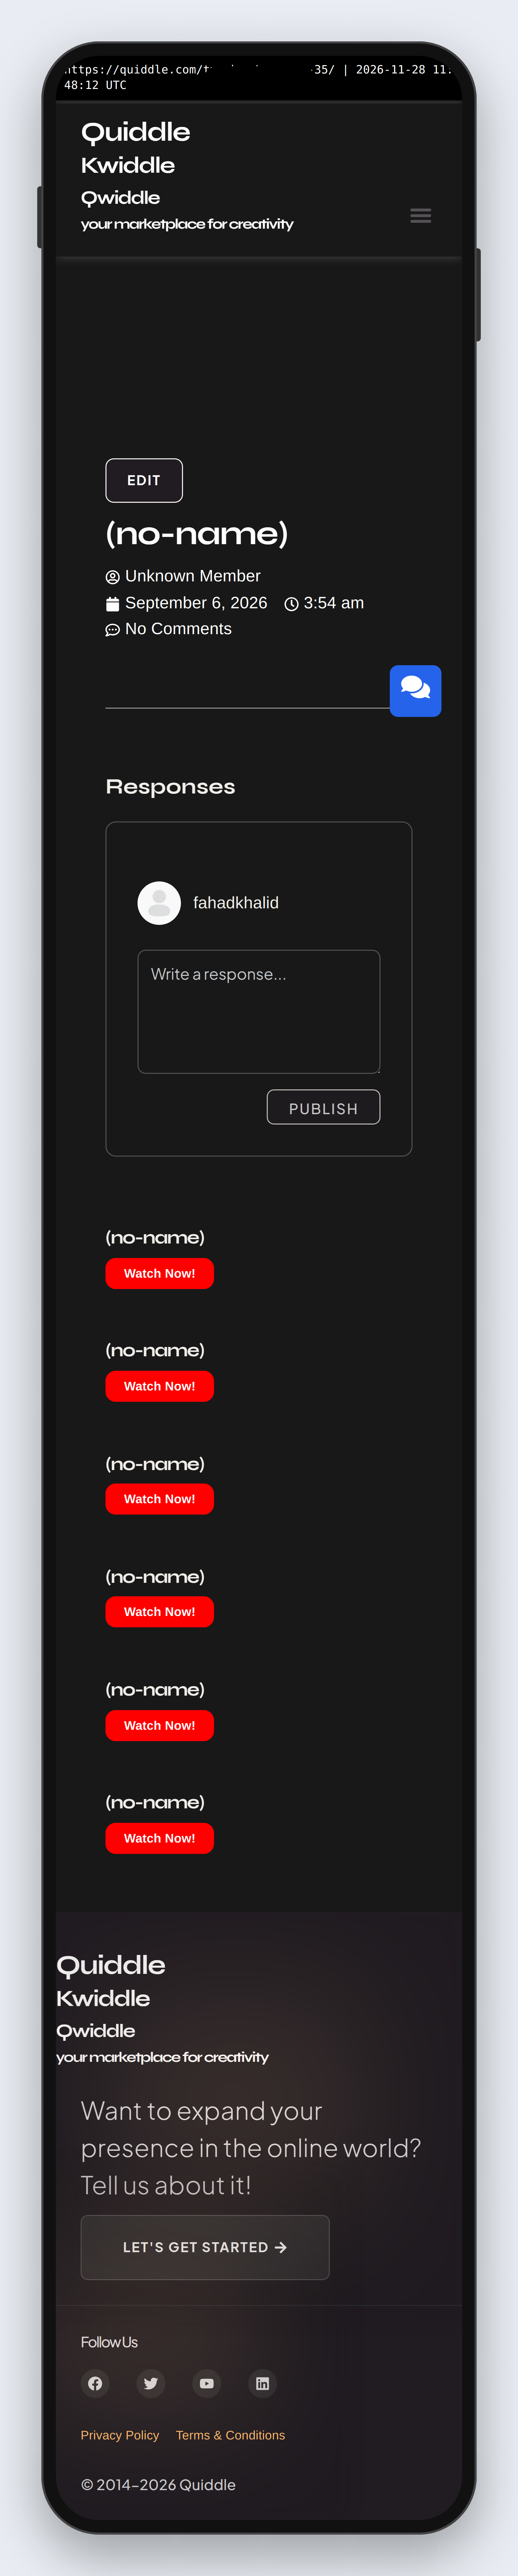 https://quiddle.com/ -35/ | 2026-11-28 11:
48:12 UTC
Quiddle
Kwiddle
Qwiddle
your marketplace for creativity
EDIT
(no-name)
Unknown Member
September 6, 2026 3:54 am
No Comments
Responses
fahadkhalid
Write a response...
PUBLISH
(no-name)
Watch Now!
(no-name)
Watch Now!
(no-name)
Watch Now!
(no-name)
Watch Now!
(no-name)
Watch Now!
(no-name)
Watch Now!
Quiddle
Kwiddle
Qwiddle
your marketplace for creativity
Want to expand your
presence in the online world?
Tell us about it!
LET'S GET STARTED →
Follow Us
Privacy Policy Terms & Conditions
© 2014–2026 Quiddle